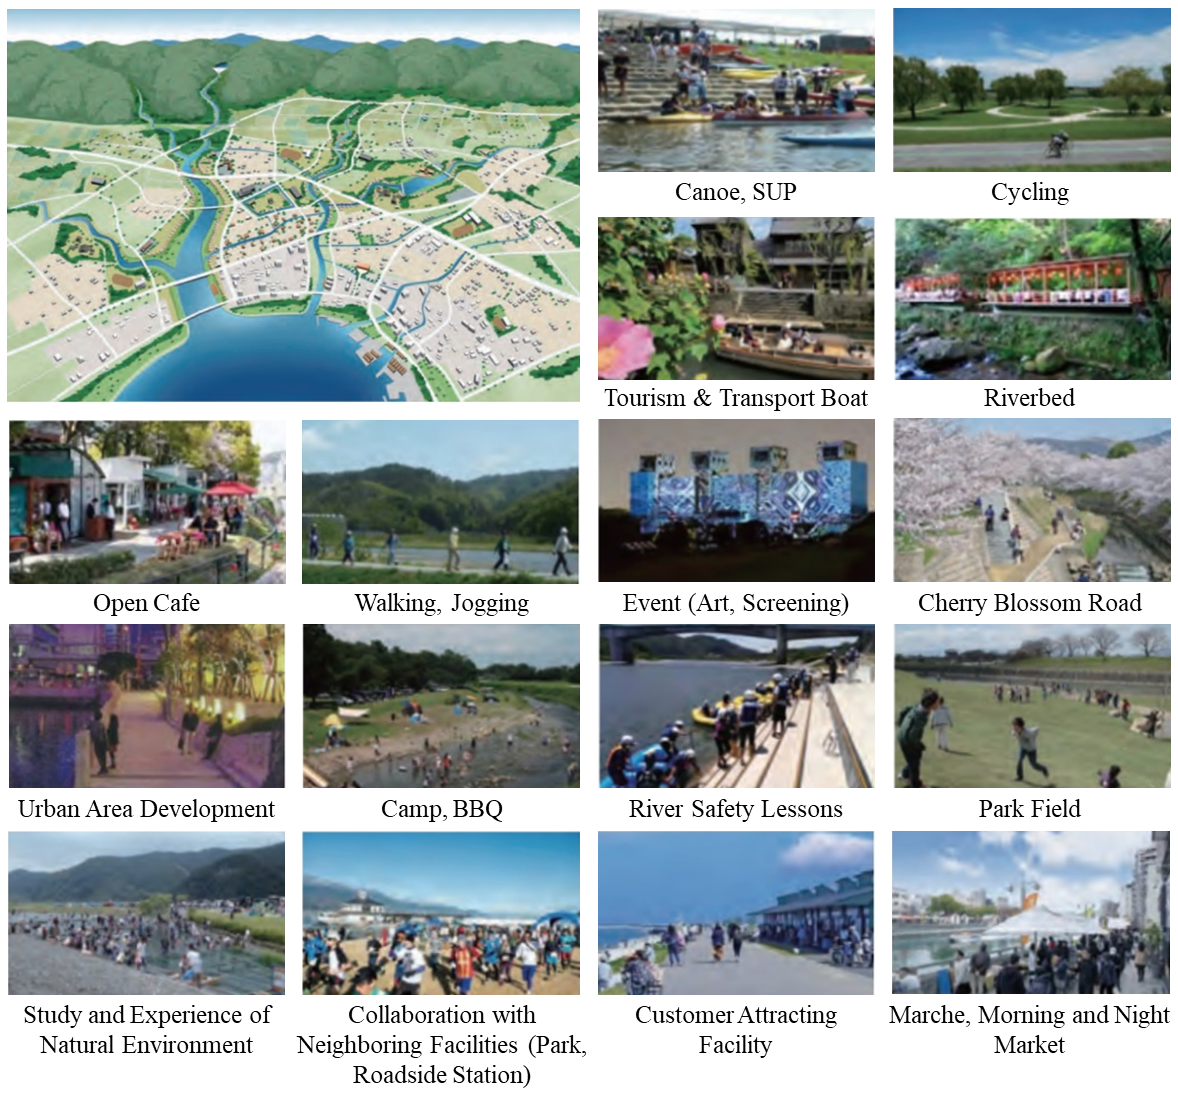 Canoe, SUP
Cycling
Tourism & Transport Boat
Riverbed
Open Cafe
Walking, Jogging
Event (Art, Screening)
Cherry Blossom Road
Urban Area Development
Camp, BBQ
River Safety Lessons
Park Field
Study and Experience of
Natural Environment
Collaboration with
Neighboring Facilities (Park,
Roadside Station)
Customer Attracting
Facility
Marche, Morning and Night
Market